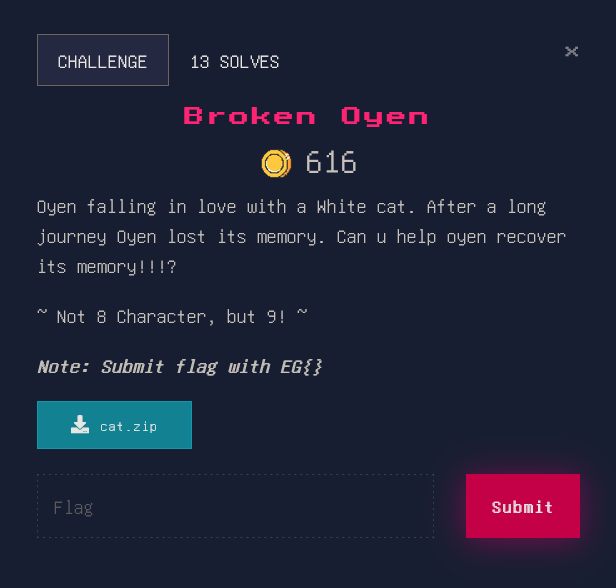 CHALLENGE 13 SOLVES ×
Broken Oyen
616
Oyen falling in love with a White cat. After a long
journey Oyen lost its memory. Can u help oyen recover
its memory!!!?
~ Not 8 Character, but 9! ~
Note: Submit flag with EG{}
cat.zip
Flag Submit